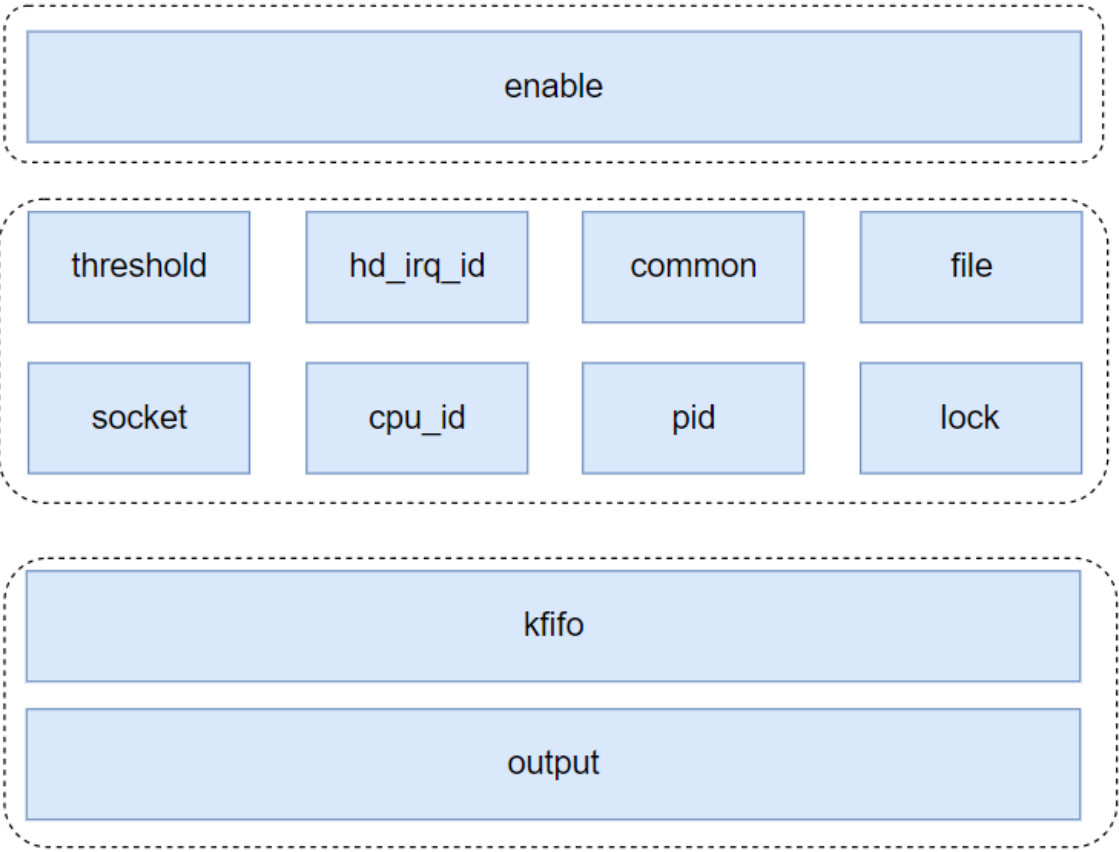 enable
threshold hd_irq_id common file
socket cpu_id pid lock
kfifo
output